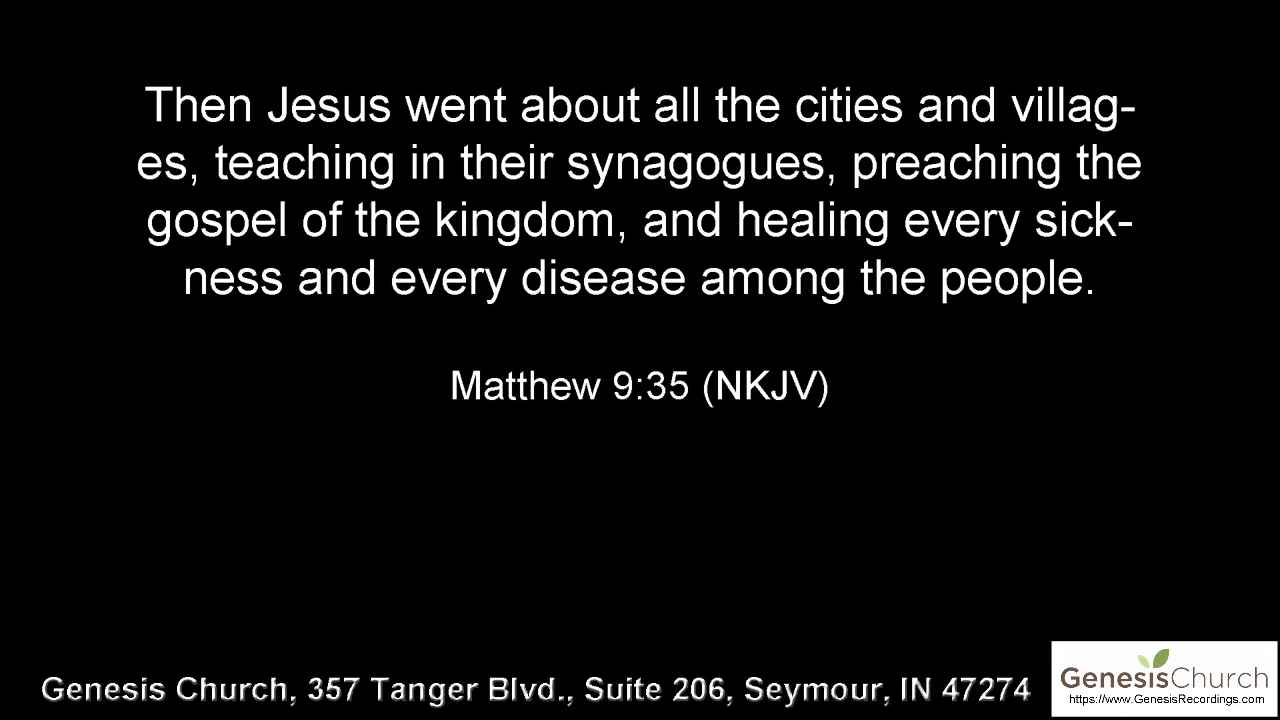 Then Jesus went about all the cities and villag-
es, teaching in their synagogues, preaching the
gospel of the kingdom, and healing every sick-
ness and every disease among the people.
Matthew 9:35 (NKJV)
Genesis Church, 357 Tanger Blvd., Suite 206, Seymour, IN 47274
GenesisChurch
https://www.GenesisRecordings.com